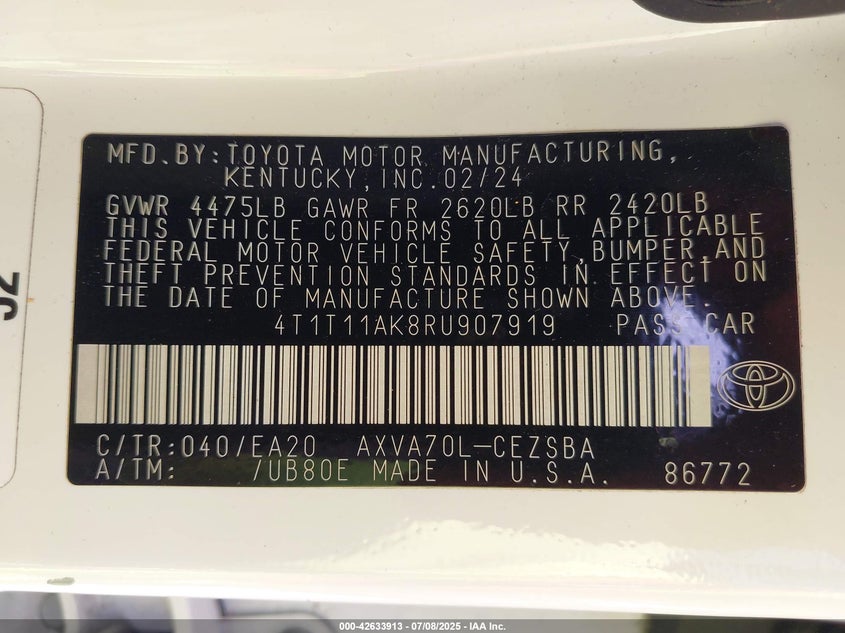 MFD.BY:TOYOTA MOTOR MANUFACTURING,
KENTUCKY,INC.02/24
GVWR 4475LB GAWR FR 2620LB RR 2420LB
THIS VEHICLE CONFORMS TO ALL APPLICABLE
FEDERAL MOTOR VEHICLE SAFETY,BUMPER,AND
THEFT PREVENTION STANDARDS IN EFFECT ON
THE DATE OF MANUFACTURE SHOWN ABOVE.
4T1T11AK8RU907919 PASS CAR
C/TR:040/EA20 AXVA70L-CEZSBA
A/TM: /UB80E MADE IN U.S.A. 86772
000-42633913 - 07/08/2025 - IAA Inc.